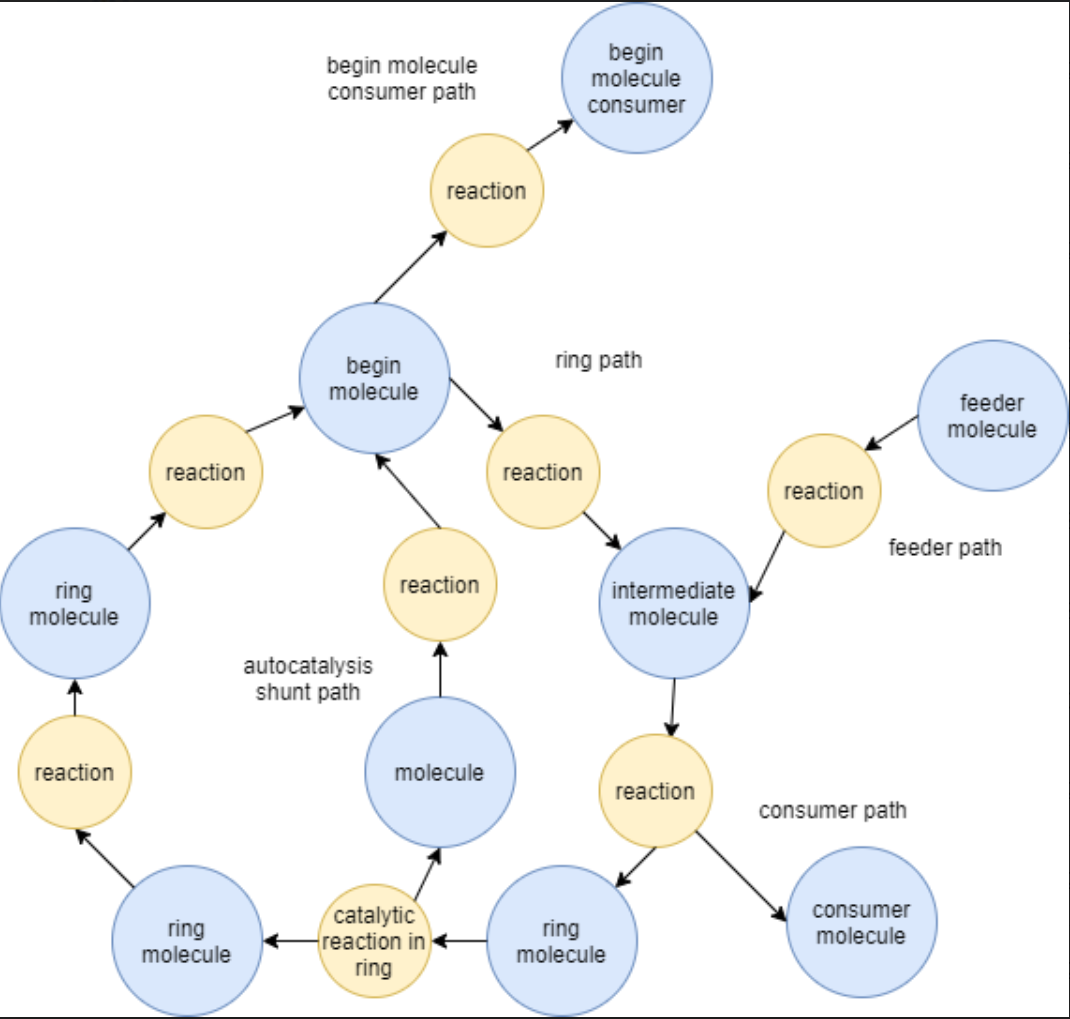 begin
molecule
consumer
begin molecule
consumer path
reaction
begin
molecule
ring path
feeder
molecule
reaction
reaction
reaction
feeder path
reaction
intermediate
molecule
ring
molecule
autocatalysis
shunt path
molecule
reaction
reaction
consumer path
consumer
molecule
ring
molecule
catalytic
reaction in
ring
ring
molecule